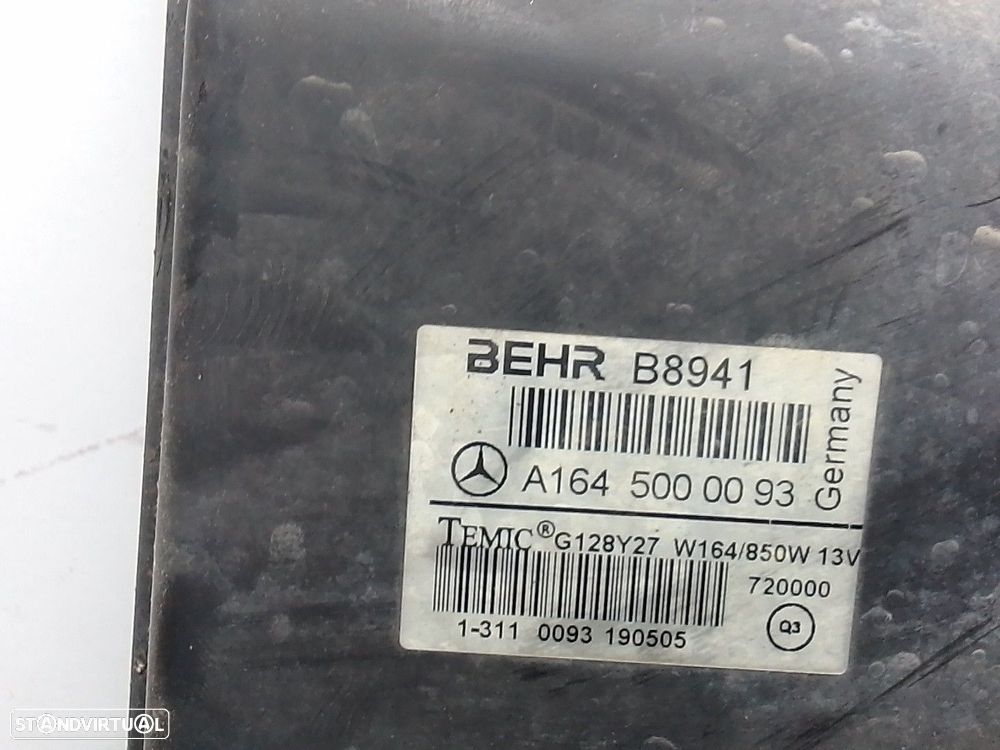 BEHR B8941
Germany
A164 500 00 93
TEMIC® G128Y27 W164/850W 13V
720000
Q3
1-311 0093 190505
STANDVIRTUAL